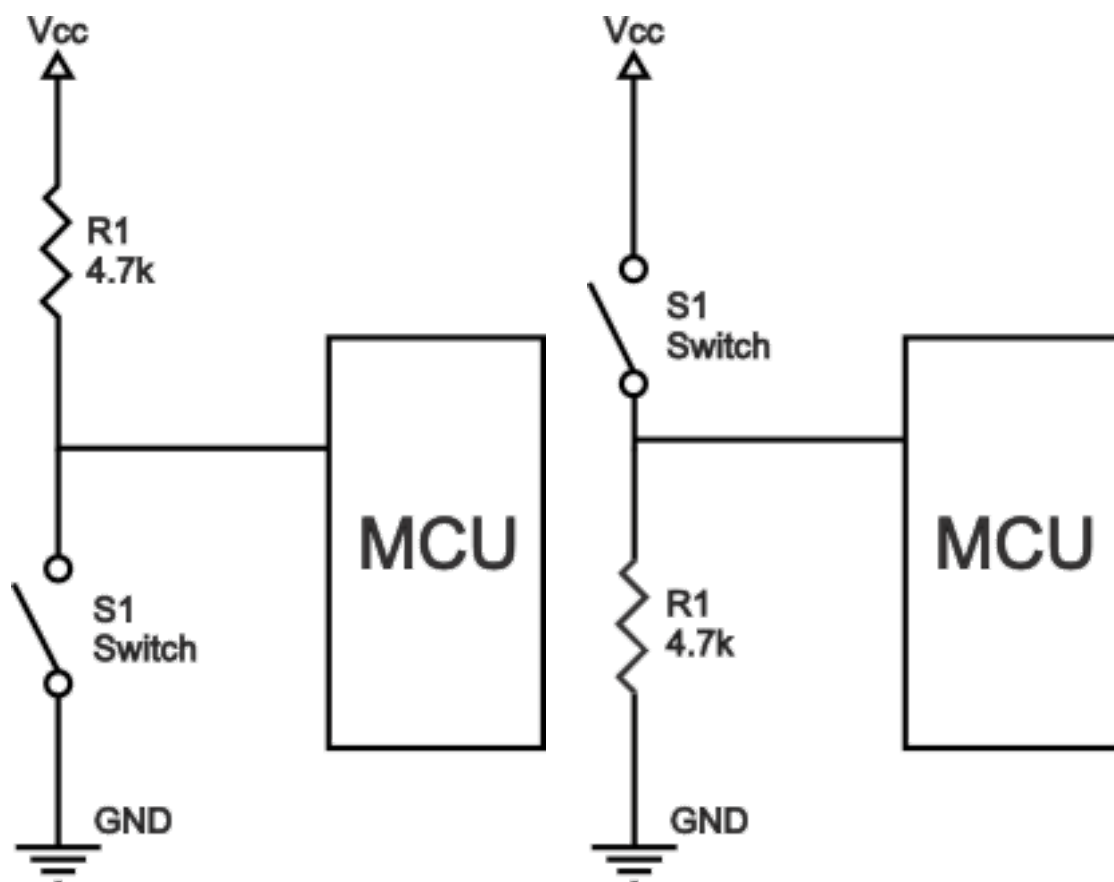 Vcc
R1
4.7k
MCU
S1
Switch
GND
Vcc
S1
Switch
MCU
R1
4.7k
GND